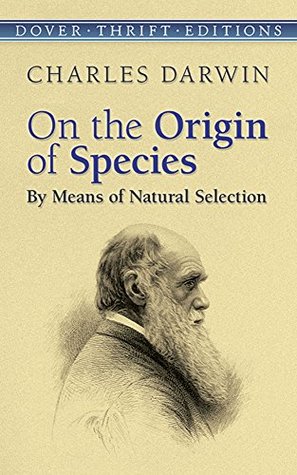 DOVER · THRIFT · EDITIONS
CHARLES DARWIN
On the Origin
of Species
By Means of Natural Selection